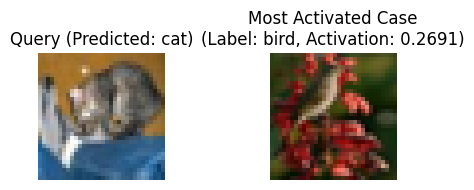 Most Activated Case
Query (Predicted: cat) (Label: bird, Activation: 0.2691)